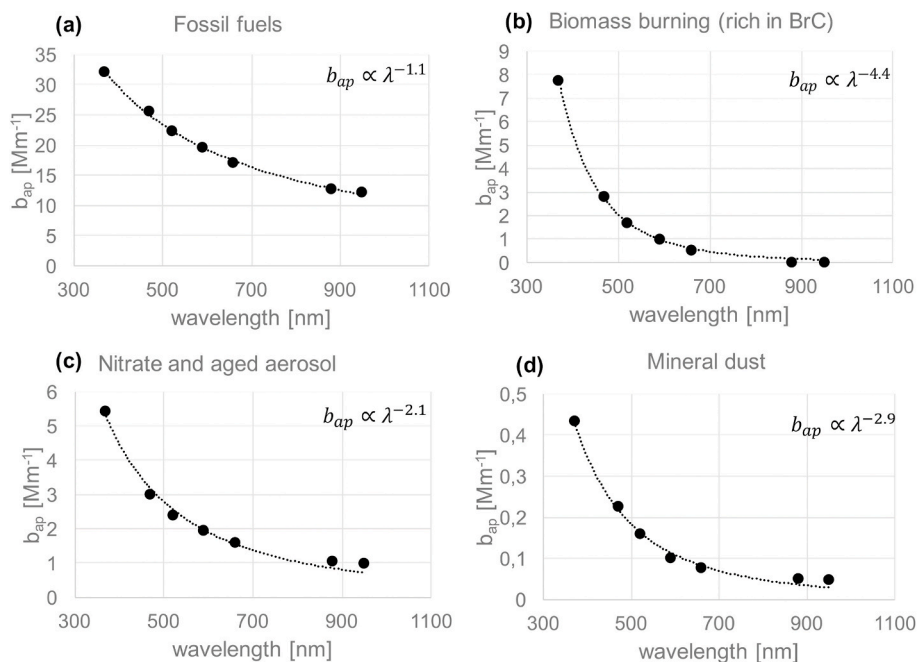 (a) Fossil fuels
b_ap ∝ λ^-1.1
b_ap [Mm^-1]
35
30
25
20
15
10
5
0
300 500 700 900 1100
wavelength [nm]
(b) Biomass burning (rich in BrC)
b_ap ∝ λ^-4.4
b_ap [Mm^-1]
9
8
7
6
5
4
3
2
1
0
300 500 700 900 1100
wavelength [nm]
(c) Nitrate and aged aerosol
b_ap ∝ λ^-2.1
b_ap [Mm^-1]
6
5
4
3
2
1
0
300 500 700 900 1100
wavelength [nm]
(d) Mineral dust
b_ap ∝ λ^-2.9
b_ap [Mm^-1]
0,5
0,4
0,3
0,2
0,1
0
300 500 700 900 1100
wavelength [nm]